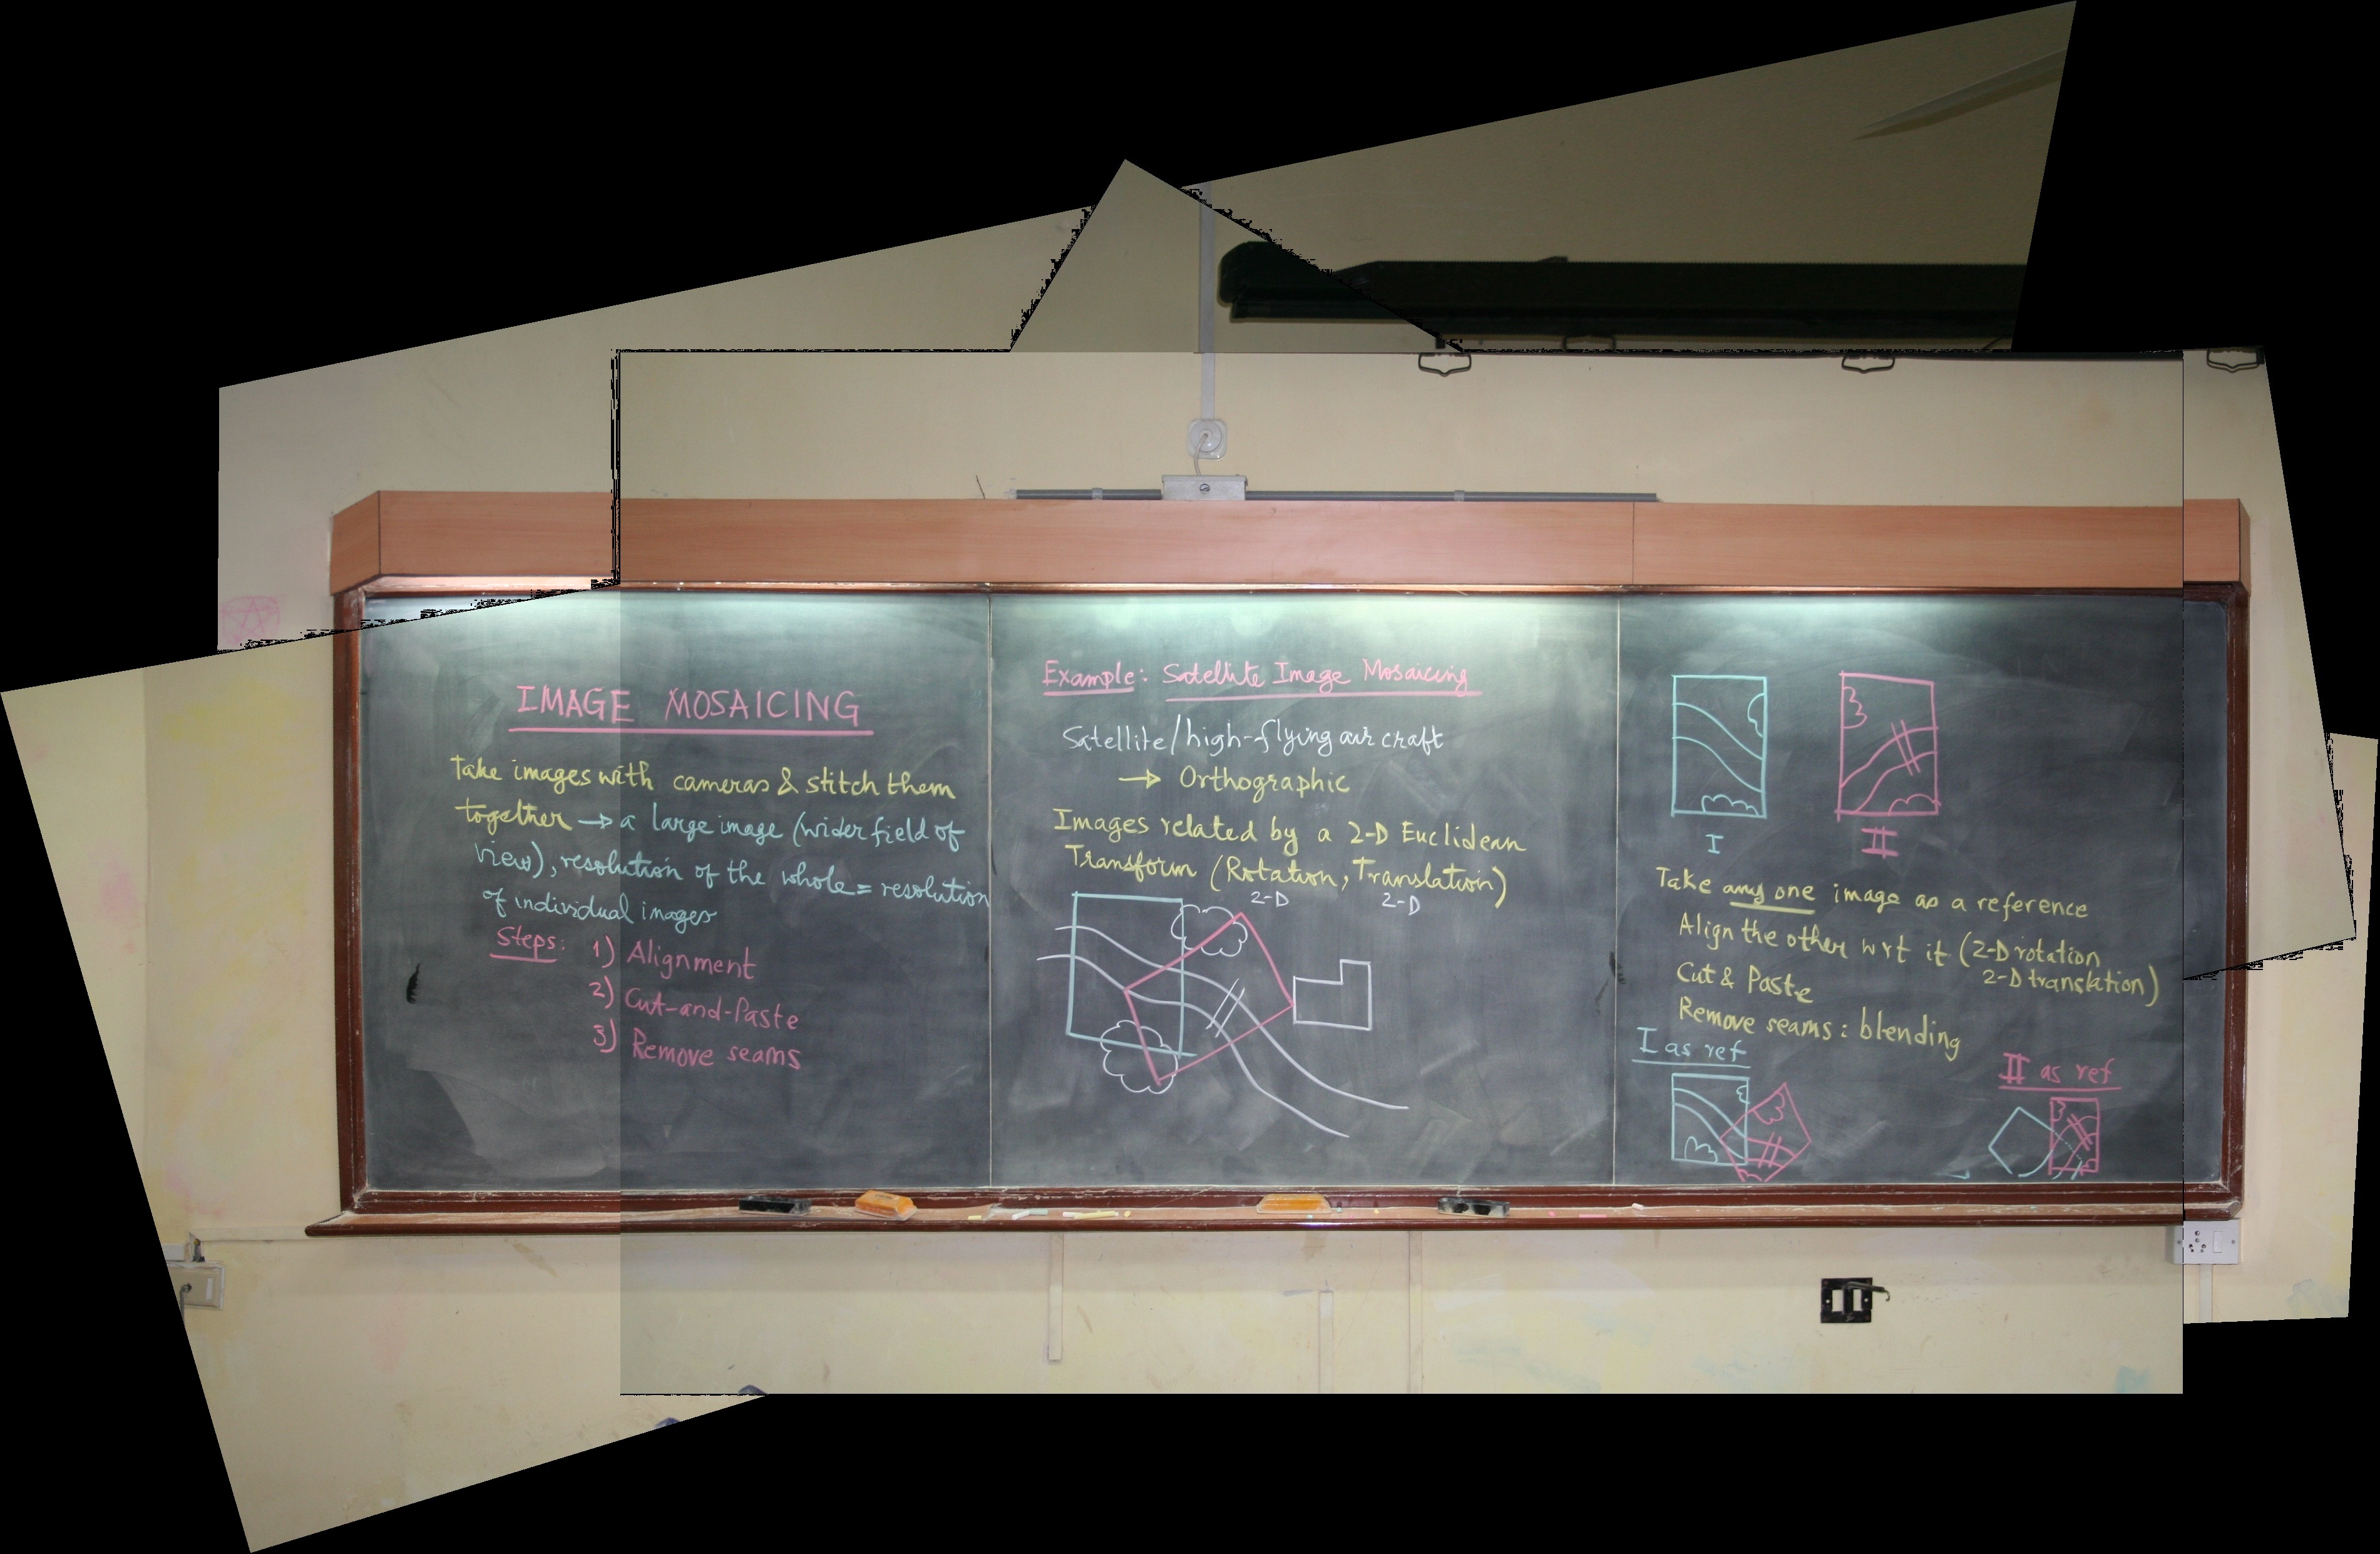 IMAGE MOSAICING
Take images with cameras & stitch them
together → a large image (wider field of
view), resolution of the whole = resolution
of individual images
Steps: 1) Alignment
2) Cut-and-Paste
3) Remove seams
Example: Satellite Image Mosaicing
Satellite/high-flying air craft
→ Orthographic
Images related by a 2-D Euclidean
Transform (Rotation, Translation)
2-D 2-D
I II
Take any one image as a reference
Align the other wrt it (2-D rotation
2-D translation)
Cut & Paste
Remove seams: blending
I as ref
II as ref